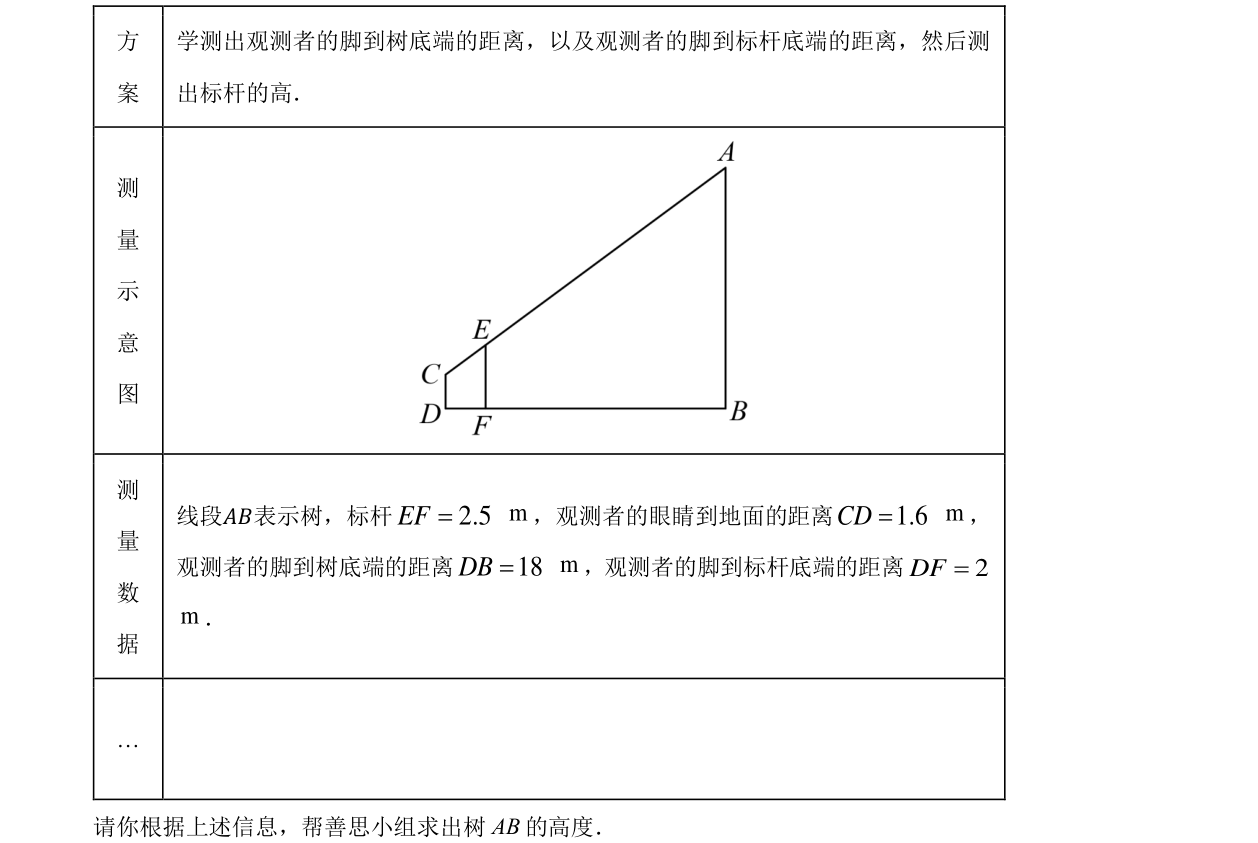 方案
学测出观测者的脚到树底端的距离，以及观测者的脚到标杆底端的距离，然后测
出标杆的高．
测量示意图
A
E
C
D
F
B
测量数据
线段AB表示树，标杆EF = 2.5 m，观测者的眼睛到地面的距离CD = 1.6 m，
观测者的脚到树底端的距离DB = 18 m，观测者的脚到标杆底端的距离DF = 2
m．
…
请你根据上述信息，帮善思小组求出树 AB 的高度．